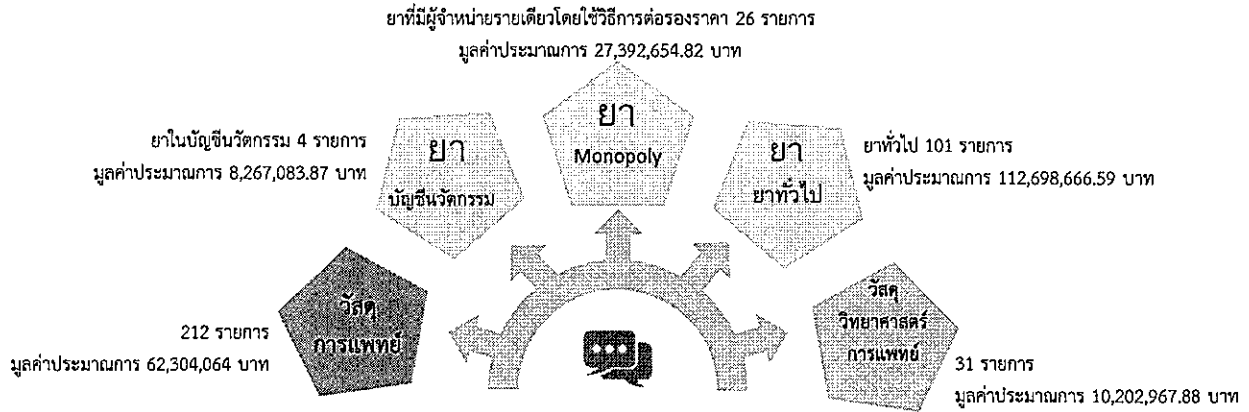 ยาที่มีผู้จำหน่ายรายเดียวโดยใช้วิธีการต่อรองราคา 26 รายการ
มูลค่าประมาณการ 27,392,654.82 บาท
ยา
Monopoly
ยาในบัญชีนวัตกรรม 4 รายการ
มูลค่าประมาณการ 8,267,083.87 บาท
ยา
บัญชีนวัตกรรม
ยา
ยาทั่วไป
ยาทั่วไป 101 รายการ
มูลค่าประมาณการ 112,698,666.59 บาท
วัสดุ
การแพทย์
212 รายการ
มูลค่าประมาณการ 62,304,064 บาท
วัสดุ
วิทยาศาสตร์
การแพทย์
31 รายการ
มูลค่าประมาณการ 10,202,967.88 บาท